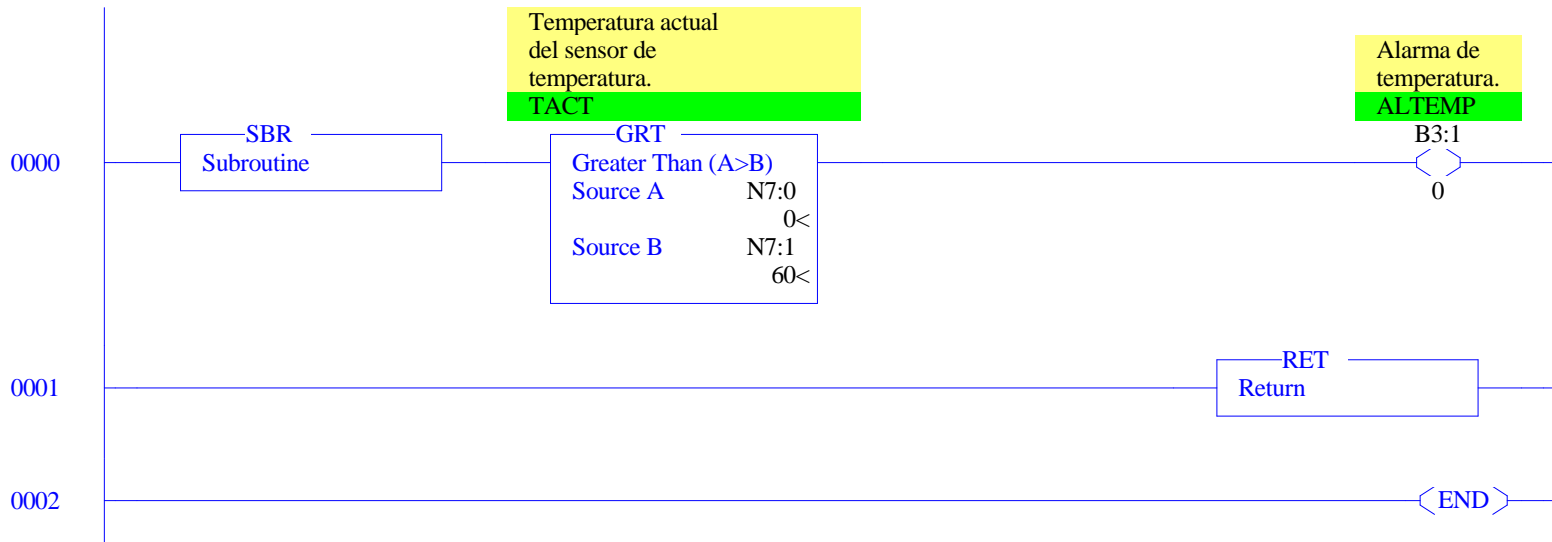 Temperatura actual
del sensor de
temperatura.
TACT
Alarma de
temperatura.
ALTEMP
B3:1
0
0000
SBR
Subroutine
GRT
Greater Than (A>B)
Source A N7:0
0<
Source B N7:1
60<
0001
RET
Return
0002
END